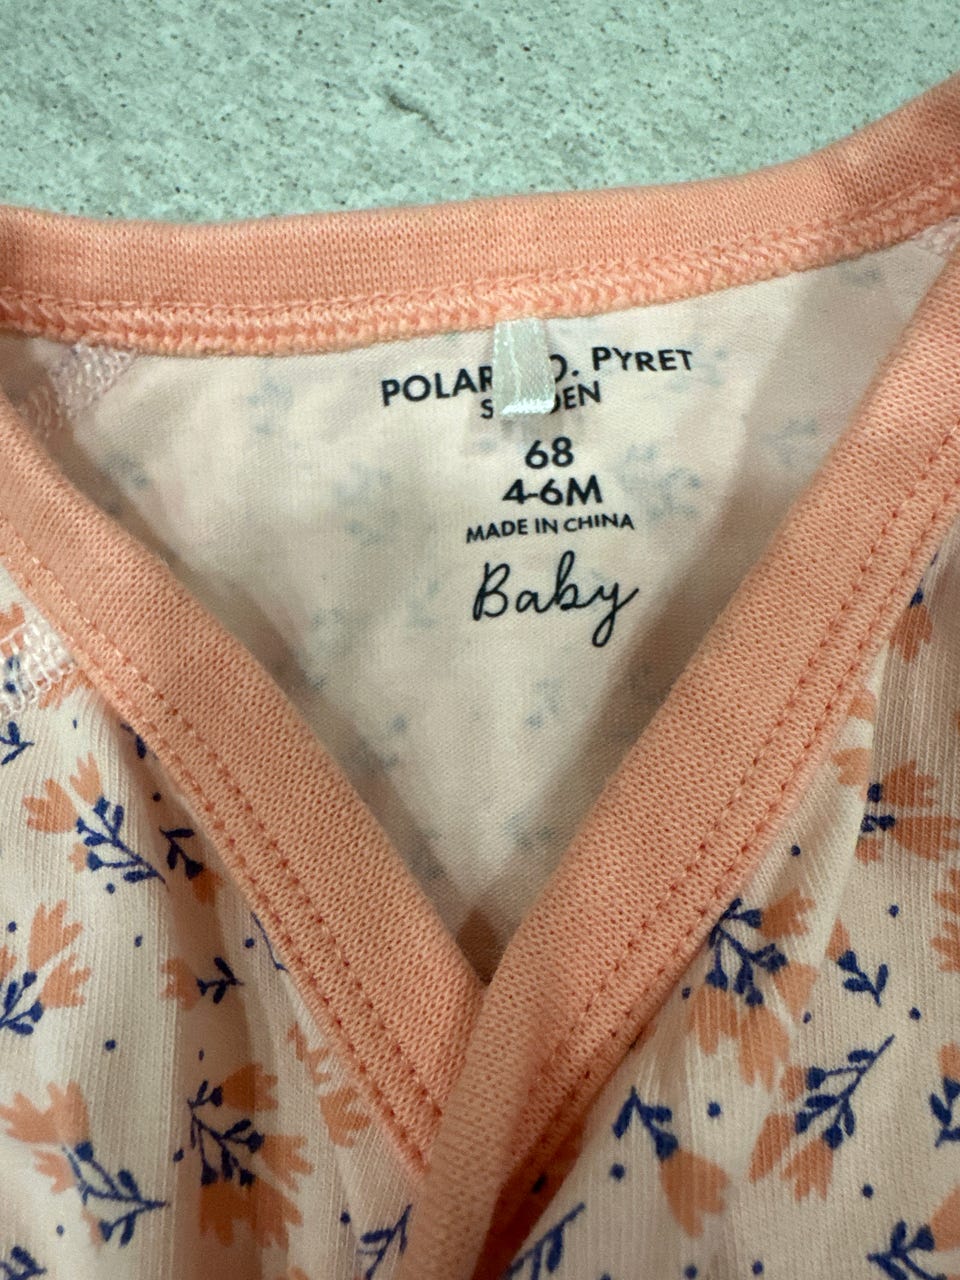 POLAR O. PYRET
68
4-6M
MADE IN CHINA
Baby